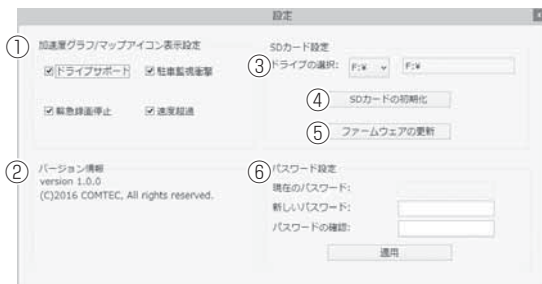 設定
① 加速度グラフ/マップアイコン表示設定
ドライブサポート 駐車監視衝撃
緊急録画停止 速度超過
② バージョン情報
version 1.0.0
(C)2016 COMTEC, All rights reserved.
SDカード設定
③ ドライブの選択: F:¥ F:¥
④ SDカードの初期化
⑤ ファームウェアの更新
⑥ パスワード設定
現在のパスワード:
新しいパスワード:
パスワードの確認:
適用